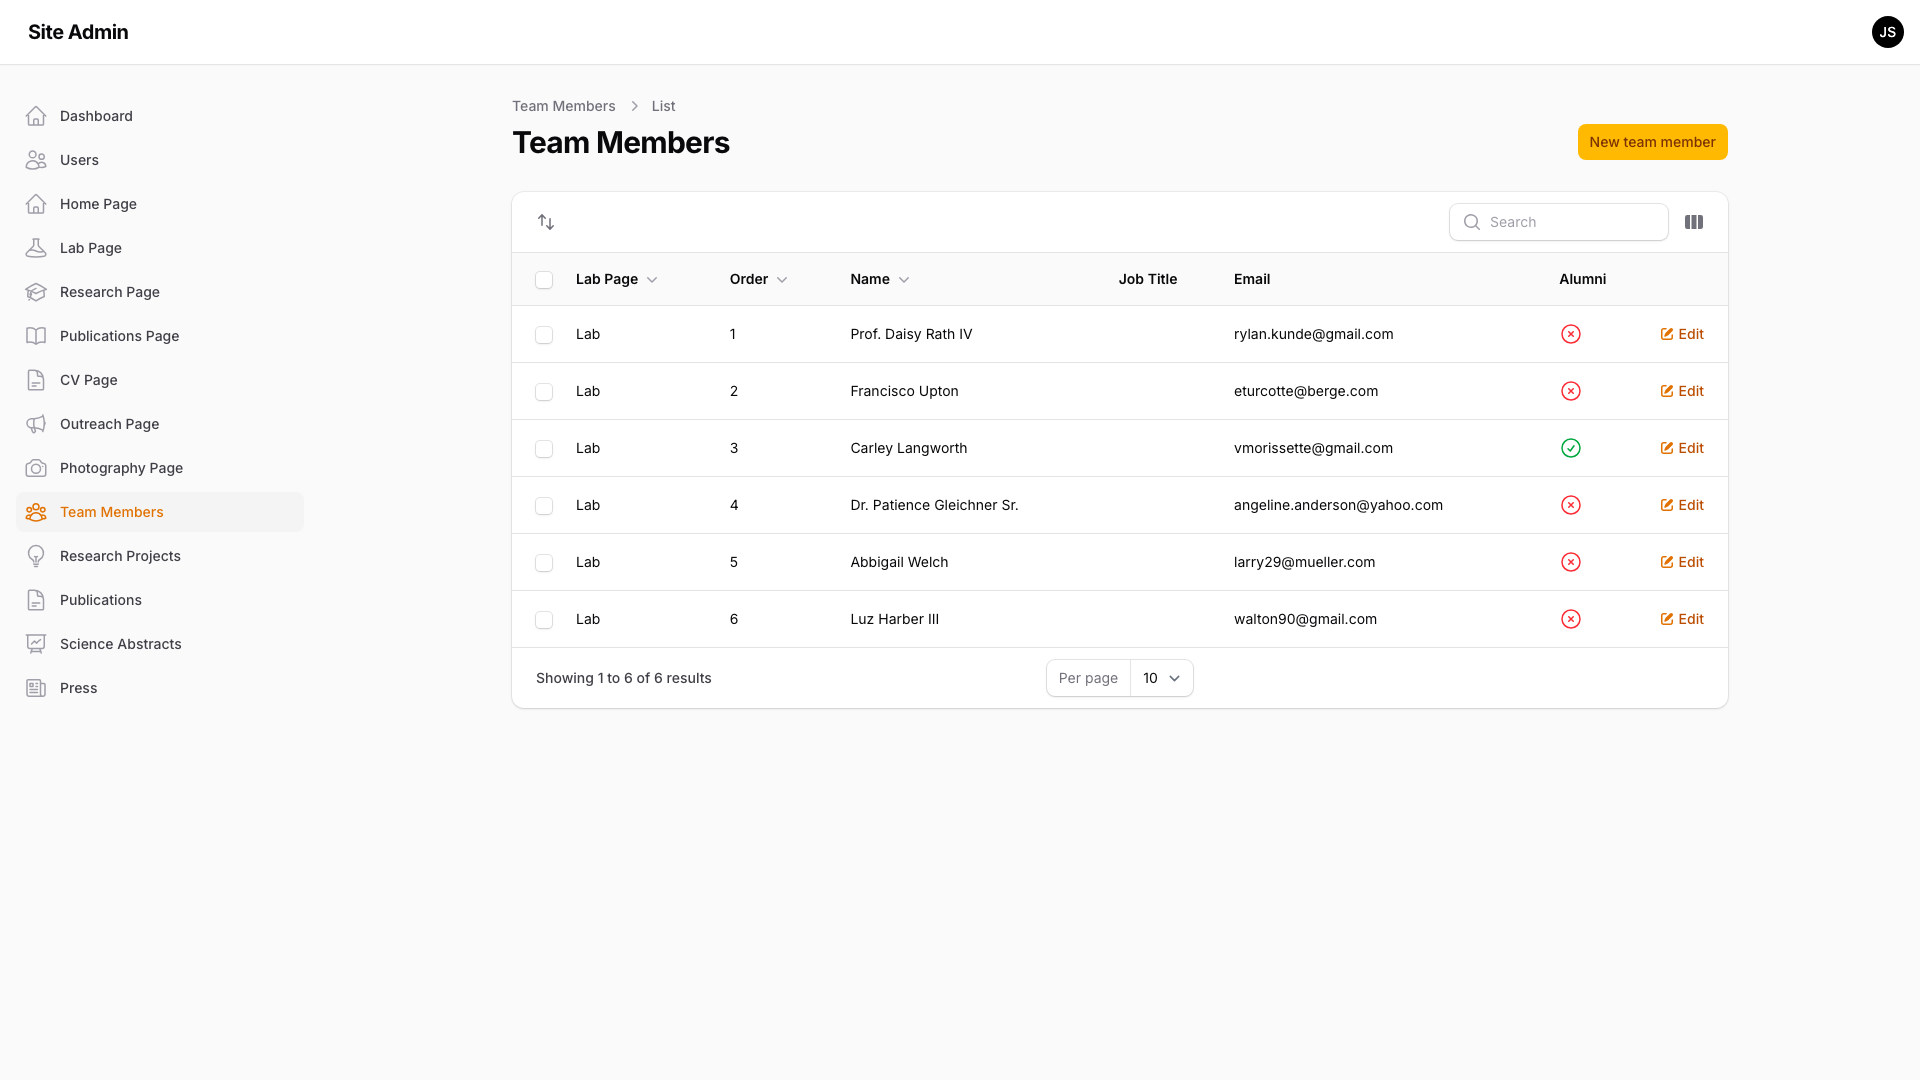 Site Admin
JS
Dashboard
Users
Home Page
Lab Page
Research Page
Publications Page
CV Page
Outreach Page
Photography Page
Team Members
Research Projects
Publications
Science Abstracts
Press
Team Members > List
Team Members
New team member
Search
Lab Page Order Name Job Title Email Alumni
Lab 1 Prof. Daisy Rath IV rylan.kunde@gmail.com Edit
Lab 2 Francisco Upton eturcotte@berge.com Edit
Lab 3 Carley Langworth vmorissette@gmail.com Edit
Lab 4 Dr. Patience Gleichner Sr. angeline.anderson@yahoo.com Edit
Lab 5 Abbigail Welch larry29@mueller.com Edit
Lab 6 Luz Harber III walton90@gmail.com Edit
Showing 1 to 6 of 6 results
Per page 10